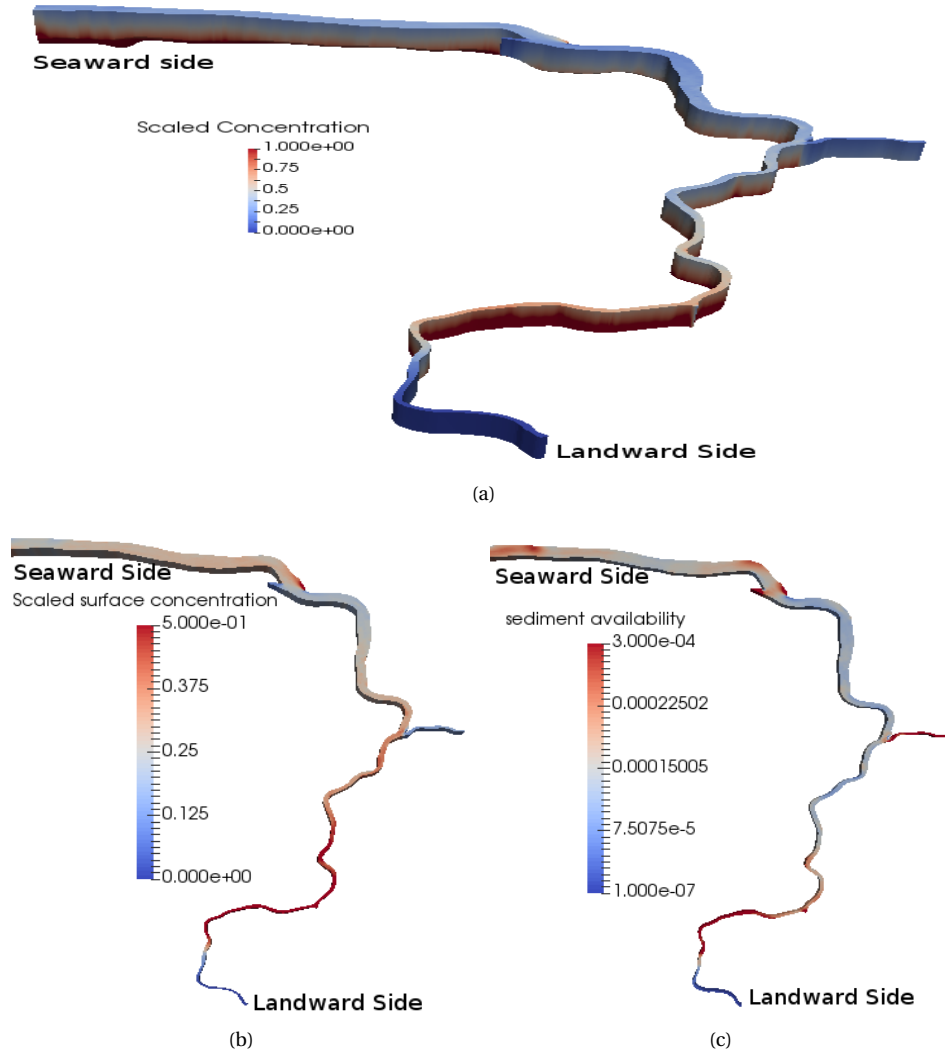 Seaward side
Scaled Concentration
1.000e+00
0.75
0.5
0.25
0.000e+00
Landward Side
(a)
Seaward Side
Scaled surface concentration
5.000e-01
0.375
0.25
0.125
0.000e+00
Landward Side
(b)
Seaward Side
sediment availability
3.000e-04
0.00022502
0.00015005
7.5075e-5
1.000e-07
Landward Side
(c)